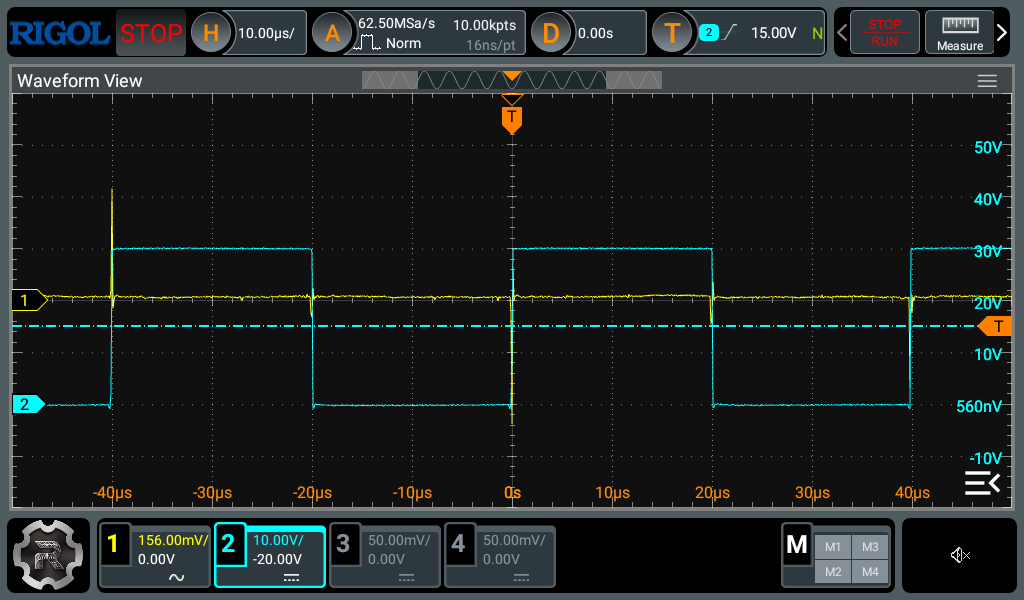 RIGOL STOP H 10.00µs/ A 62.50MSa/s 10.00kpts D 0.00s T 2 15.00V N STOP
Norm 16ns/pt RUN Measure
Waveform View
T
50V
40V
30V
1
20V
T
10V
2 560nV
-10V
-40µs -30µs -20µs -10µs 0s 10µs 20µs 30µs 40µs
1 156.00mV/ 2 10.00V/ 3 50.00mV/ 4 50.00mV/ M M1 M3
0.00V -20.00V 0.00V 0.00V M2 M4